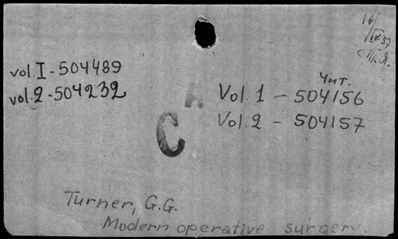 vol. I - 504489
vol. 2 - 504232
Чит.
Vol. 1 - 504156
Vol. 2 - 504157
С
Turner, G.G.
Modern operative surgery.